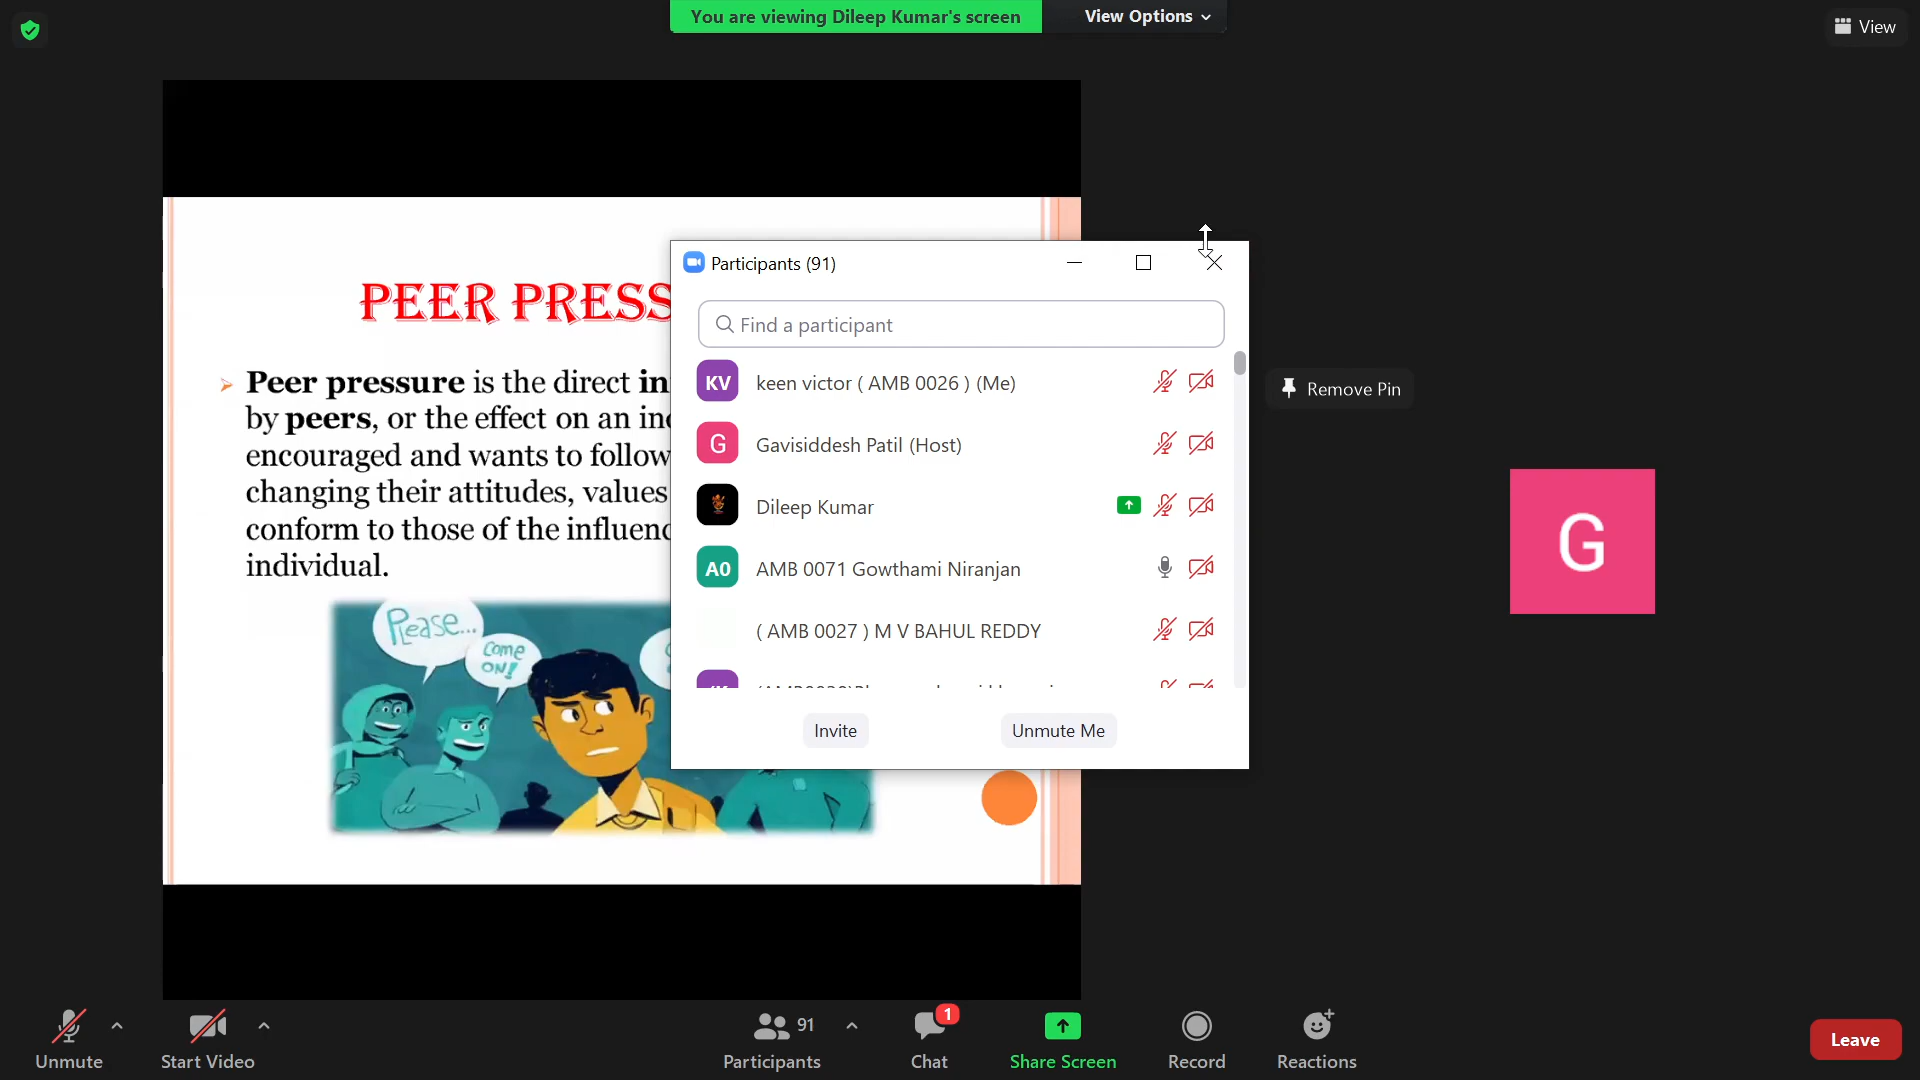 You are viewing Dileep Kumar's screen
View Options
View
PEER PRESS
Peer pressure is the direct in
by peers, or the effect on an in
encouraged and wants to follow
changing their attitudes, values
conform to those of the influenc
individual.
Please...
Come
ON!
Participants (91)
Find a participant
KV keen victor ( AMB 0026 ) (Me)
G Gavisiddesh Patil (Host)
Dileep Kumar
A0 AMB 0071 Gowthami Niranjan
( AMB 0027 ) M V BAHUL REDDY
Invite
Unmute Me
Remove Pin
G
Unmute
Start Video
91
Participants
1
Chat
Share Screen
Record
Reactions
Leave